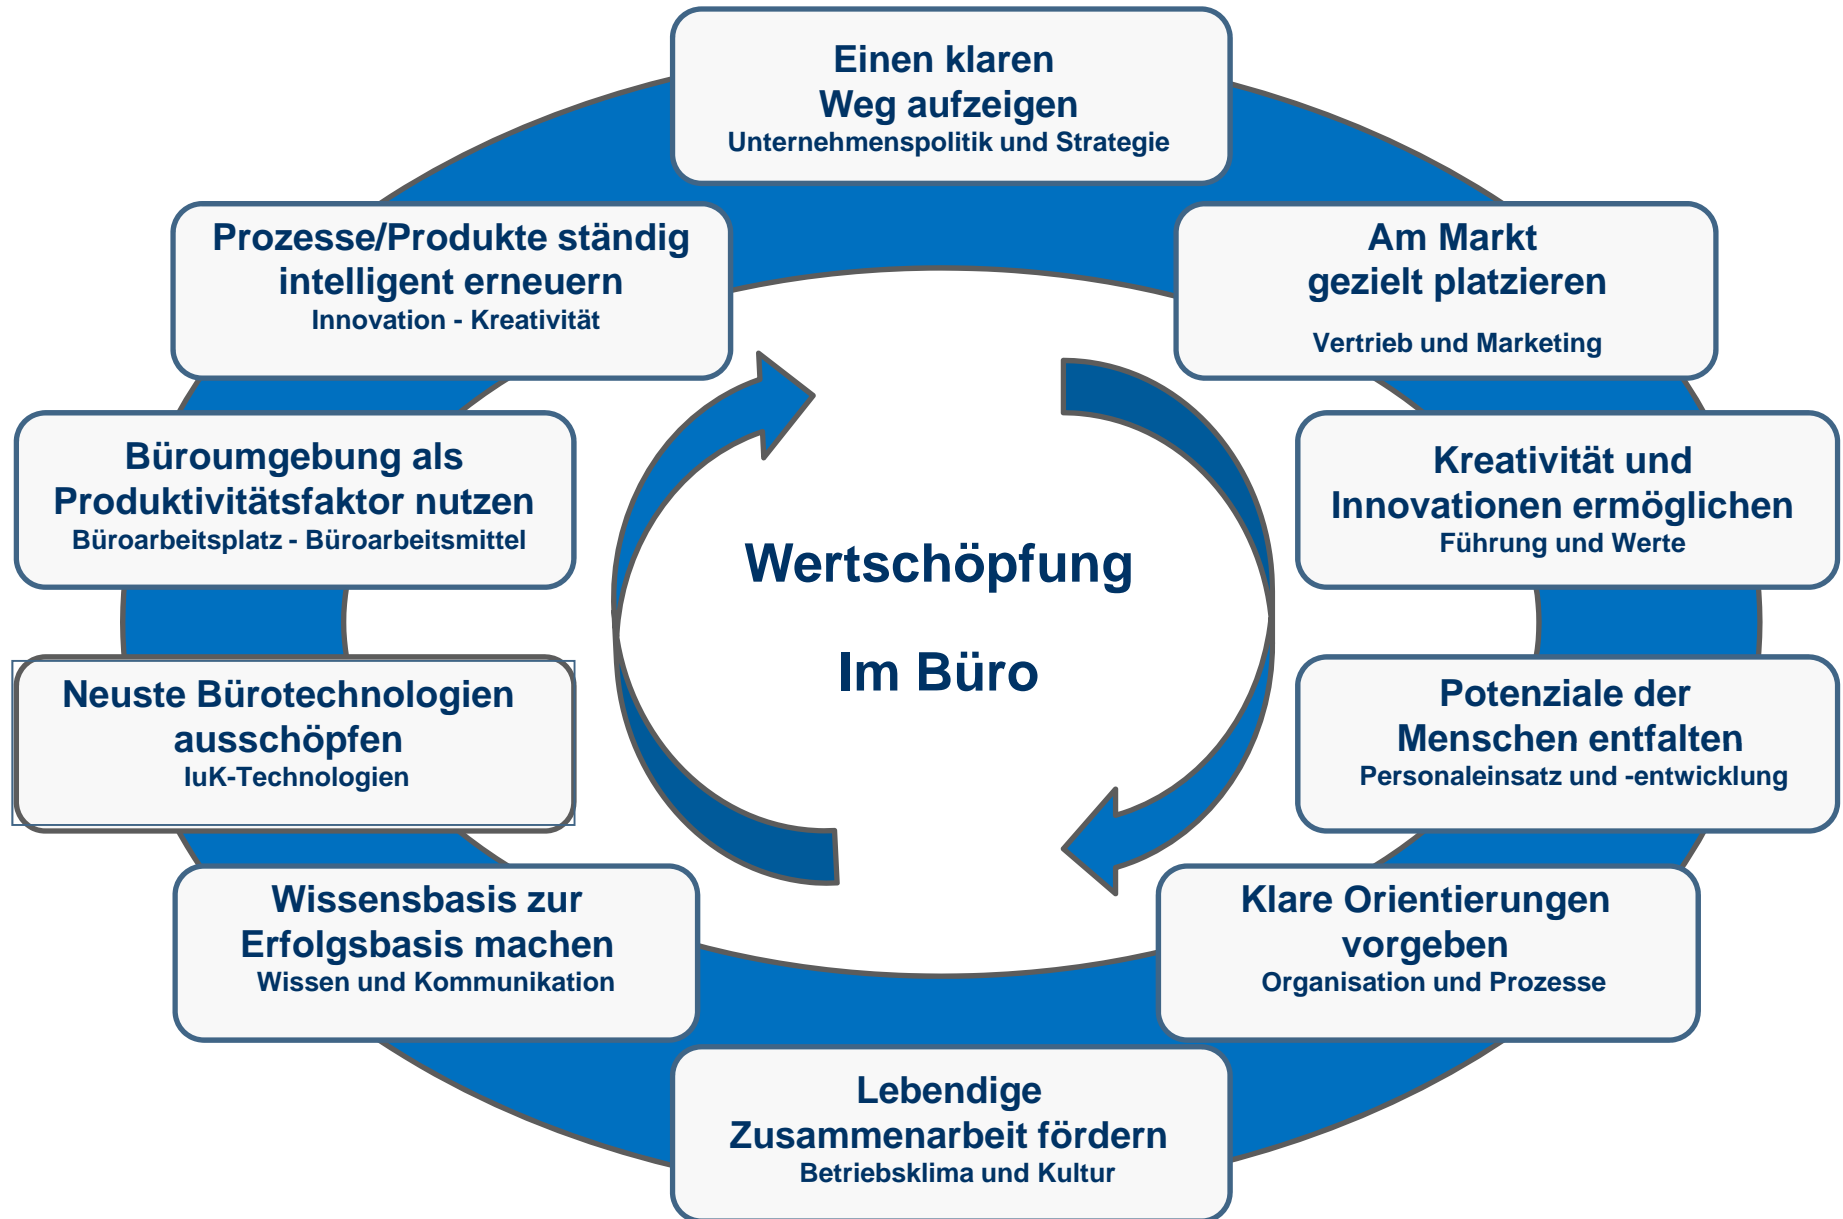 Einen klaren
Weg aufzeigen
Unternehmenspolitik und Strategie
Prozesse/Produkte ständig
intelligent erneuern
Innovation - Kreativität
Am Markt
gezielt platzieren
Vertrieb und Marketing
Büroumgebung als
Produktivitätsfaktor nutzen
Büroarbeitsplatz - Büroarbeitsmittel
Kreativität und
Innovationen ermöglichen
Führung und Werte
Wertschöpfung
Im Büro
Neuste Bürotechnologien
ausschöpfen
IuK-Technologien
Potenziale der
Menschen entfalten
Personaleinsatz und -entwicklung
Wissensbasis zur
Erfolgsbasis machen
Wissen und Kommunikation
Klare Orientierungen
vorgeben
Organisation und Prozesse
Lebendige
Zusammenarbeit fördern
Betriebsklima und Kultur